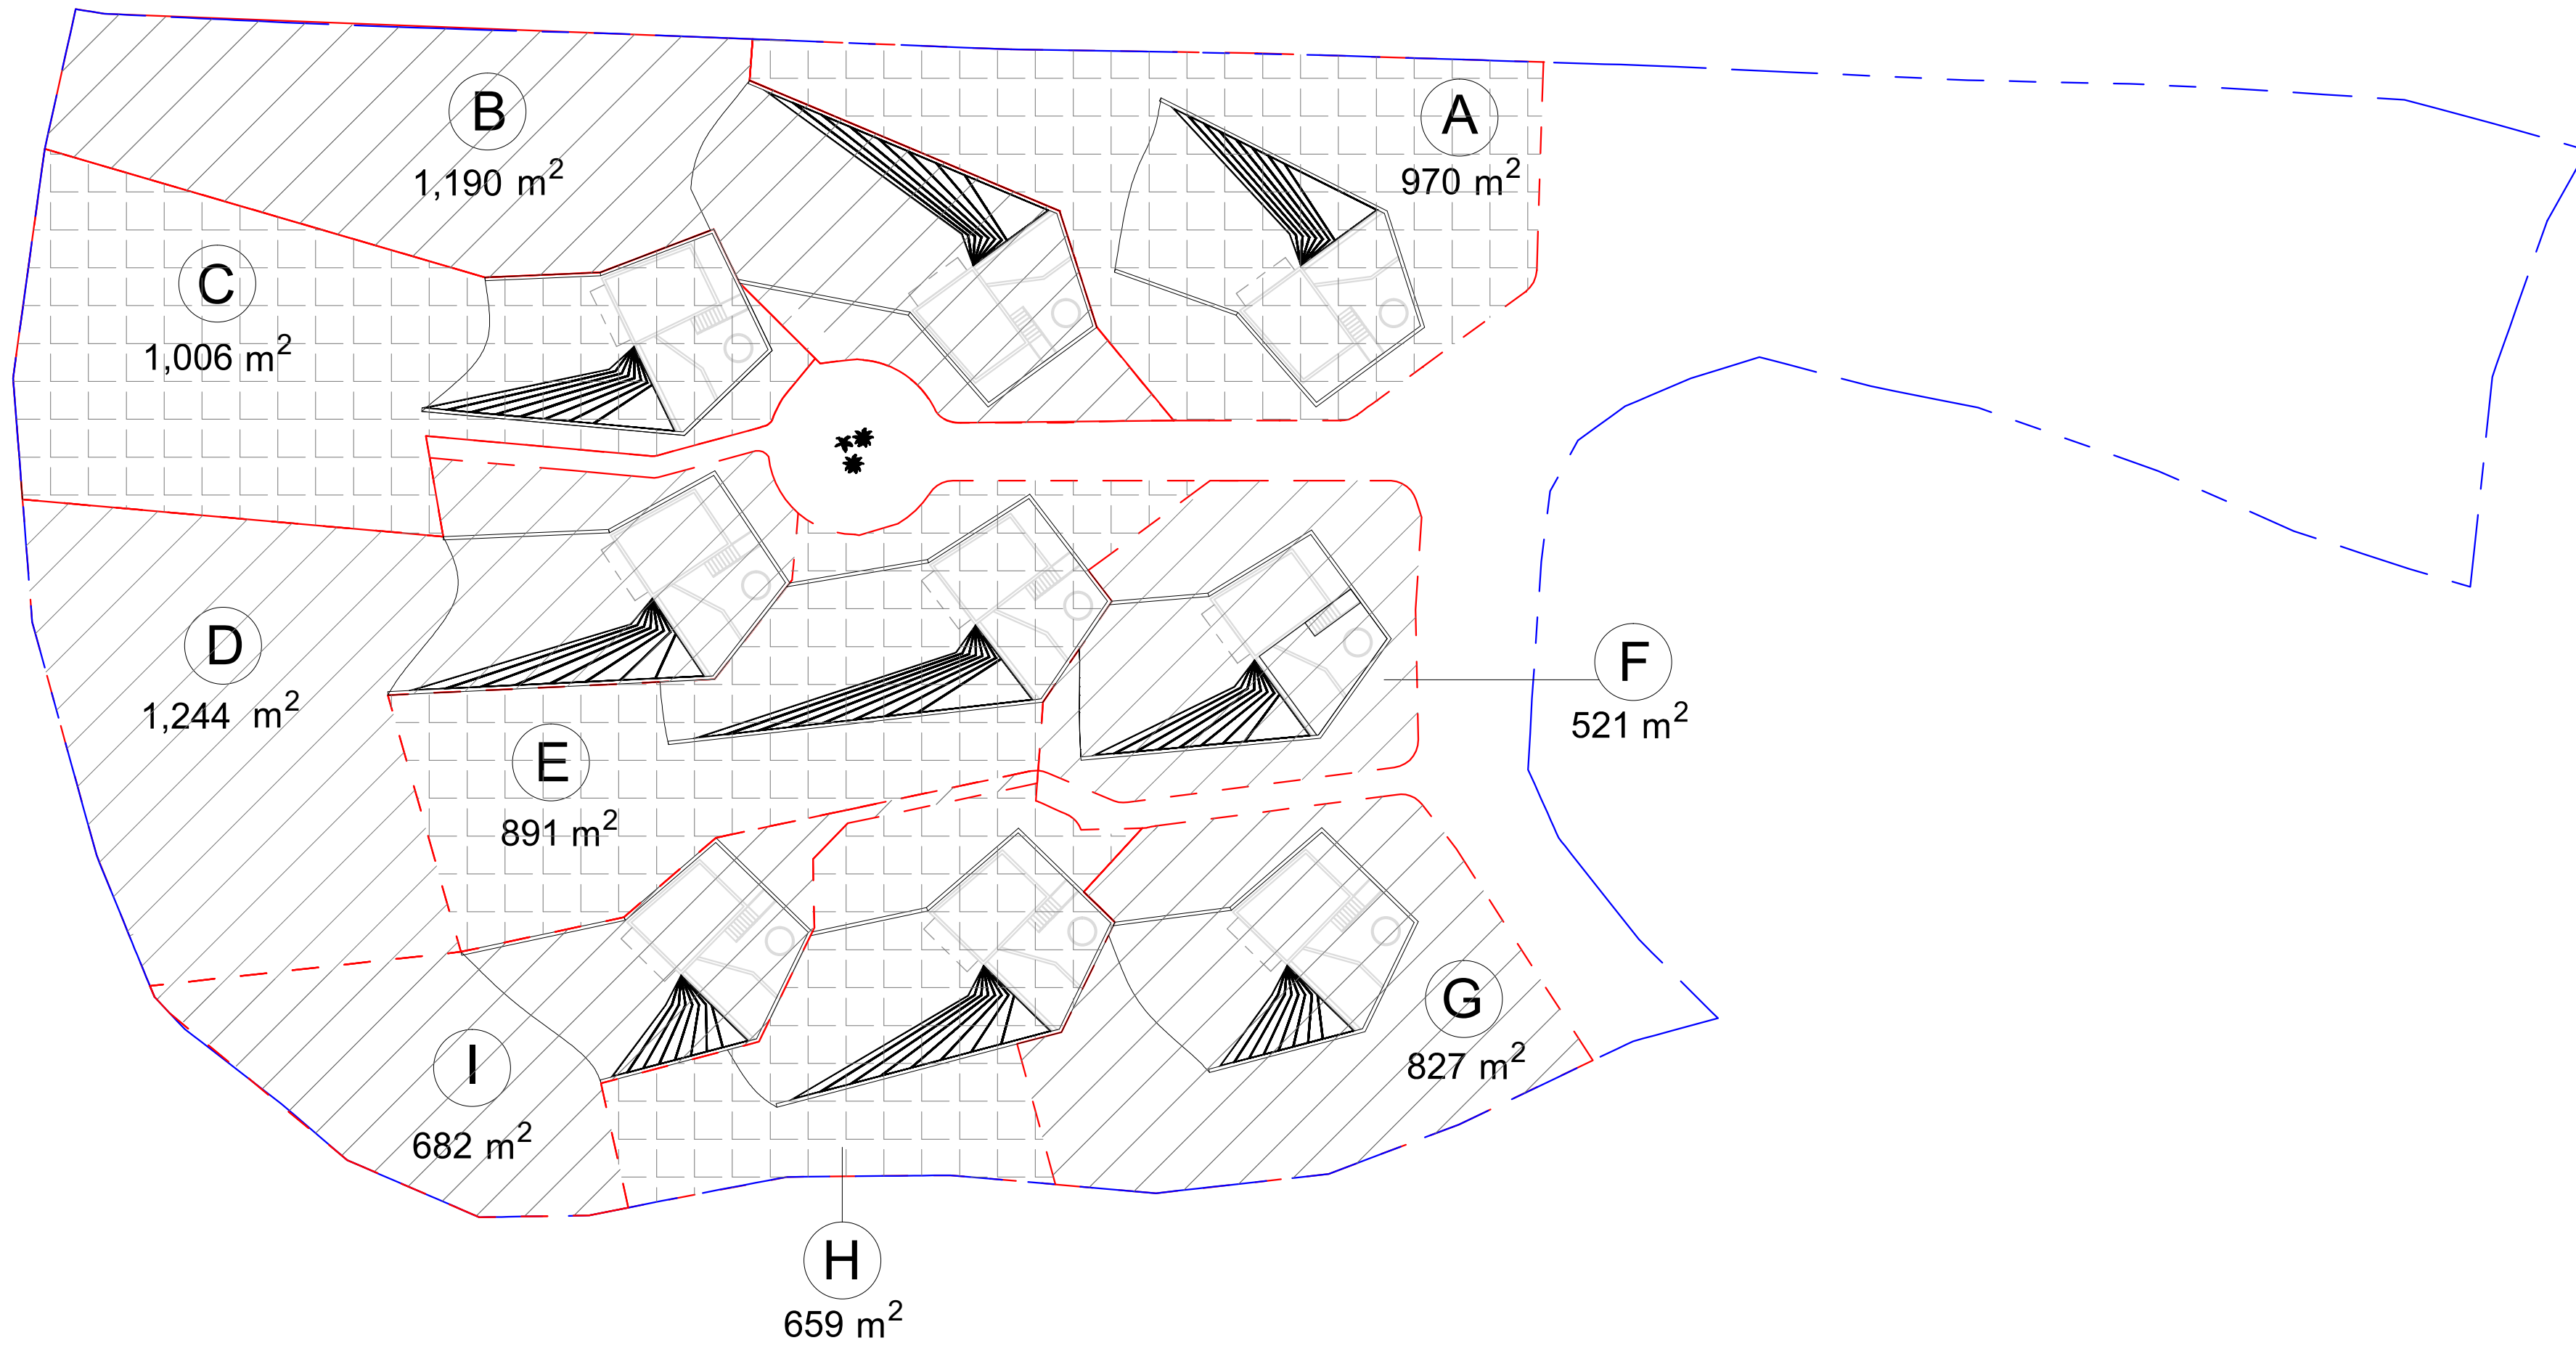 A
970 m²
B
1,190 m²
C
1,006 m²
D
1,244 m²
E
891 m²
F
521 m²
G
827 m²
I
682 m²
H
659 m²